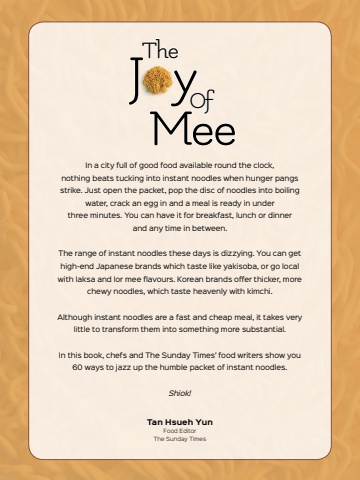 The
Joy
Of
Mee
In a city full of good food available round the clock,
nothing beats tucking into instant noodles when hunger pangs
strike. Just open the packet, pop the disc of noodles into boiling
water, crack an egg in and a meal is ready in under
three minutes. You can have it for breakfast, lunch or dinner
and any time in between.
The range of instant noodles these days is dizzying. You can get
high-end Japanese brands which taste like yakisoba, or go local
with laksa and lor mee flavours. Korean brands offer thicker, more
chewy noodles, which taste heavenly with kimchi.
Although instant noodles are a fast and cheap meal, it takes very
little to transform them into something more substantial.
In this book, chefs and The Sunday Times' food writers show you
60 ways to jazz up the humble packet of instant noodles.
Shiok!
Tan Hsueh Yun
Food Editor
The Sunday Times